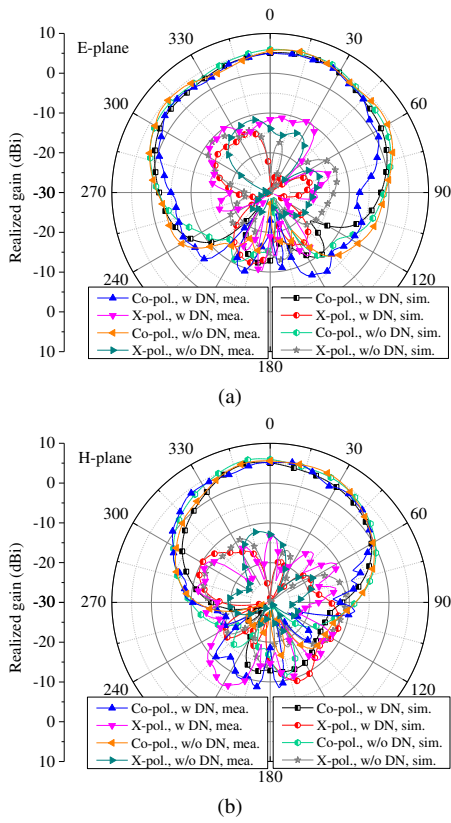 0
10
E-plane
330
30
0
-10
300
60
-20
Realized gain (dBi)
-30
270
90
-20
-10
240
120
0
10
Co-pol., w DN, mea.
X-pol., w DN, mea.
Co-pol., w/o DN, mea.
X-pol., w/o DN, mea.
Co-pol., w DN, sim.
X-pol., w DN, sim.
Co-pol., w/o DN, sim.
X-pol., w/o DN, sim.
180
(a)
0
10
H-plane
330
30
0
-10
300
60
-20
Realized gain (dBi)
-30
270
90
-20
-10
240
120
0
10
Co-pol., w DN, mea.
X-pol., w DN, mea.
Co-pol., w/o DN, mea.
X-pol., w/o DN, mea.
Co-pol., w DN, sim.
X-pol., w DN, sim.
Co-pol., w/o DN, sim.
X-pol., w/o DN, sim.
180
(b)